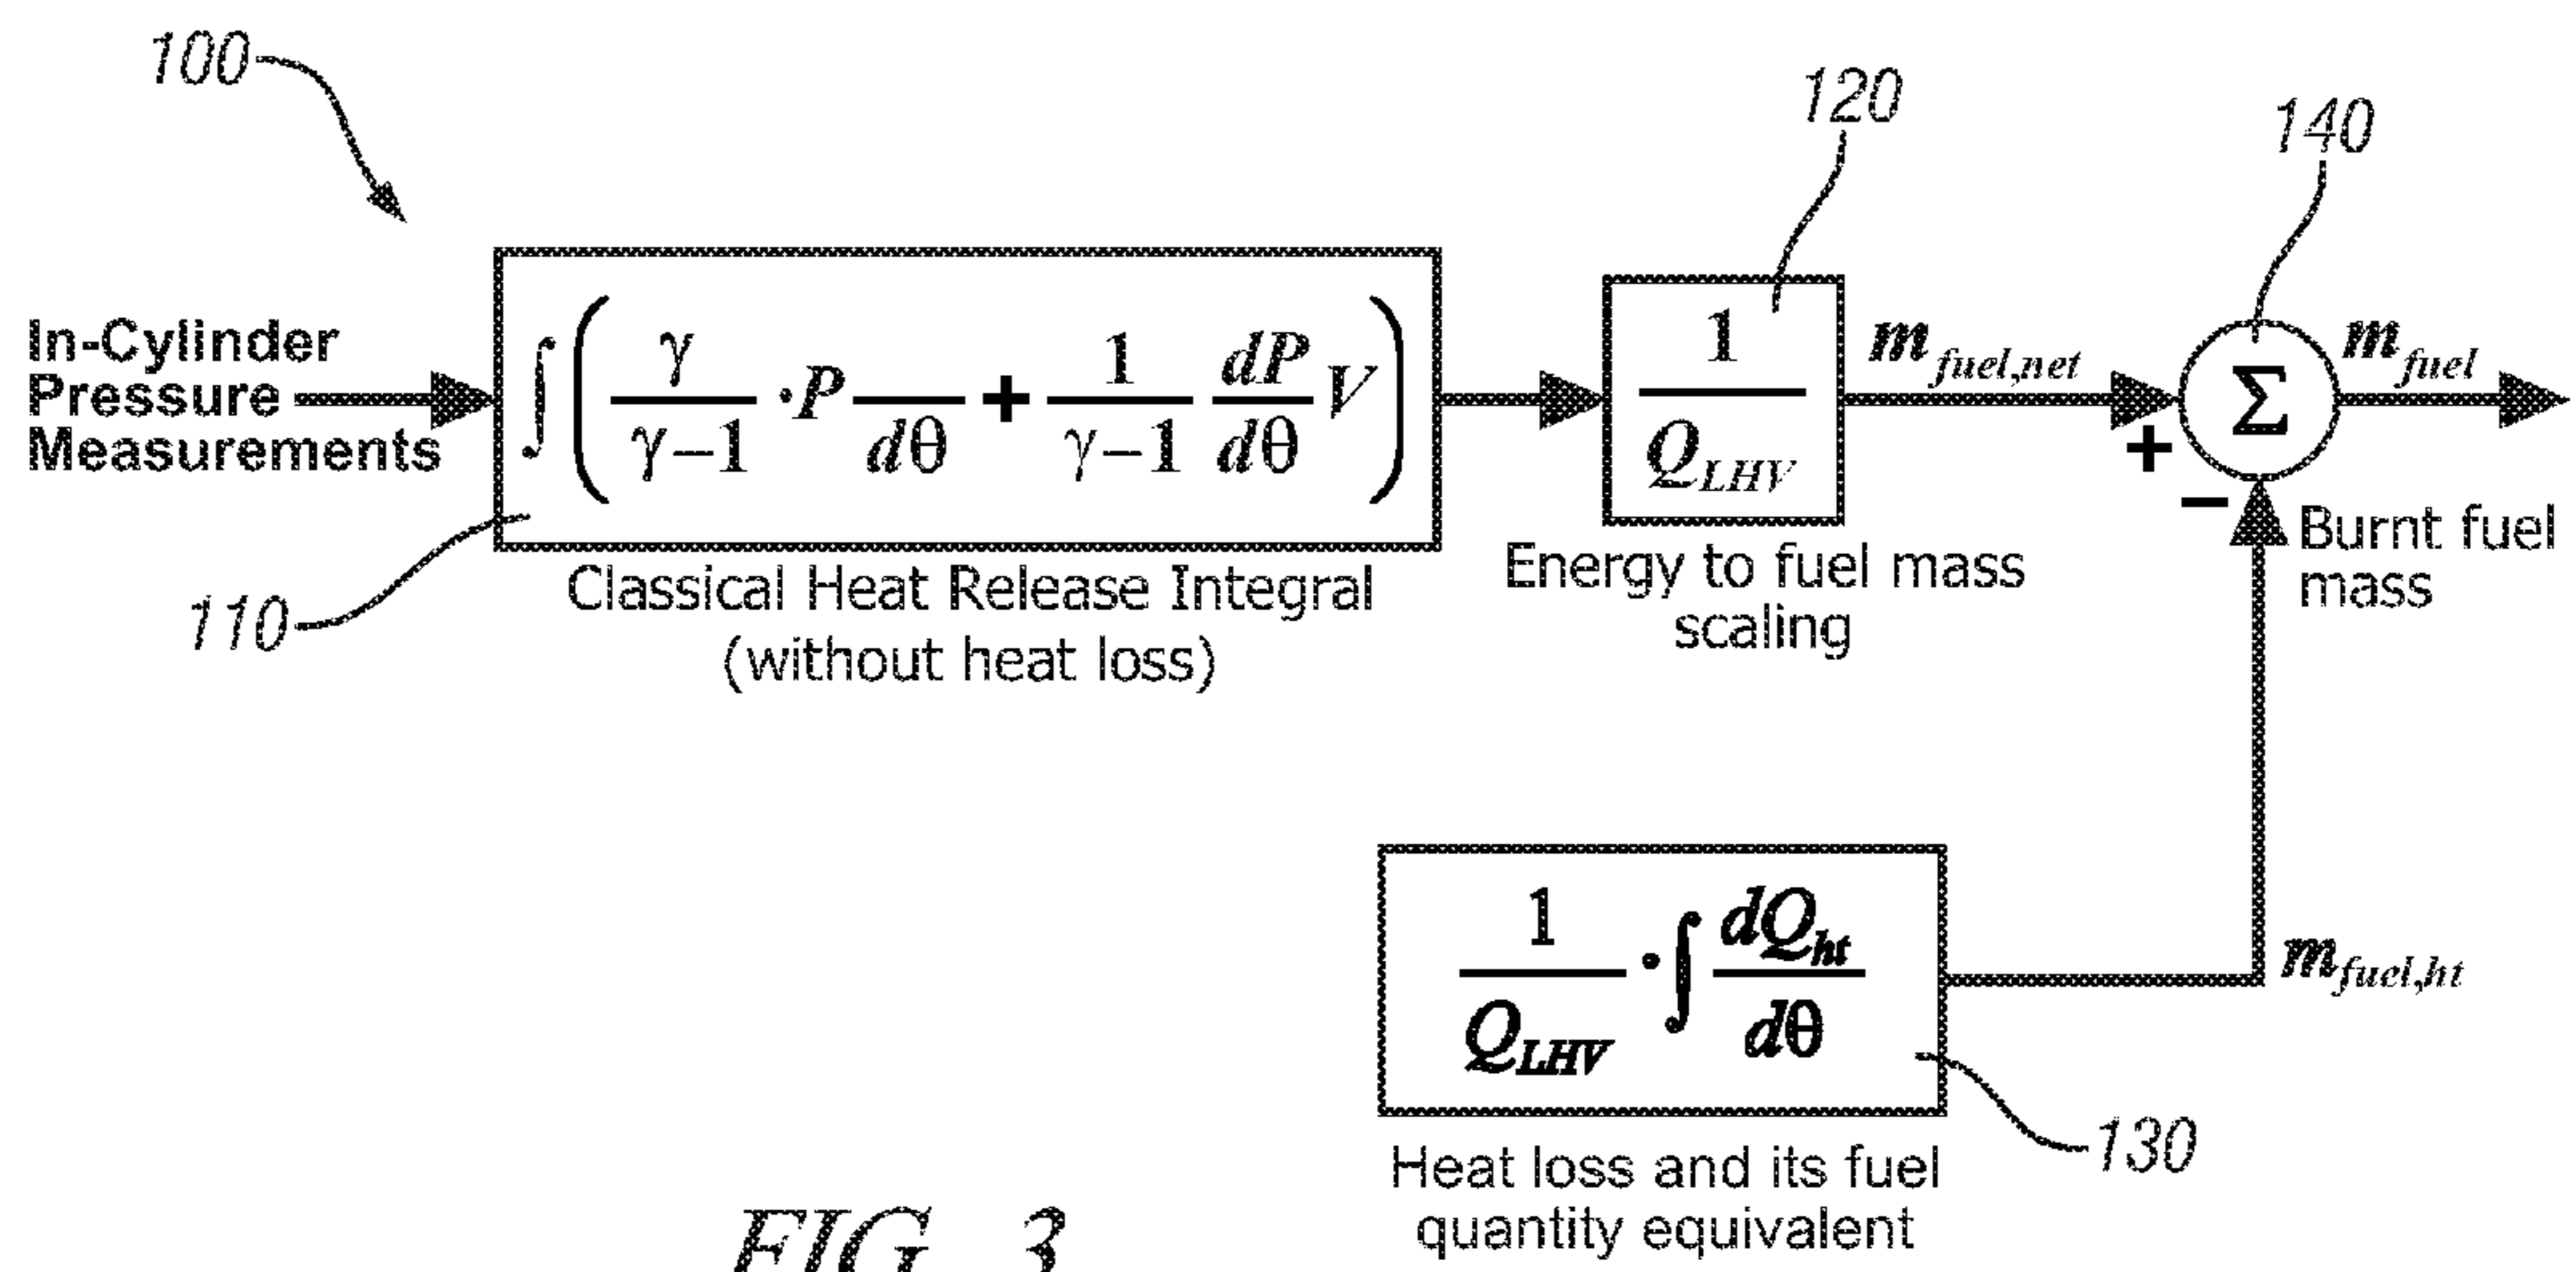 100
120
140
In-Cylinder
Pressure
Measurements
∫(γ/(γ−1) ·P /dθ + 1/(γ−1) dP/dθ V)
1/Q_LHV
m_fuel,net
+
−
Σ
m_fuel
Burnt fuel
mass
110
Classical Heat Release Integral
(without heat loss)
Energy to fuel mass
scaling
1/Q_LHV · ∫ dQ_ht/dθ
m_fuel,ht
130
Heat loss and its fuel
quantity equivalent
FIG. 3